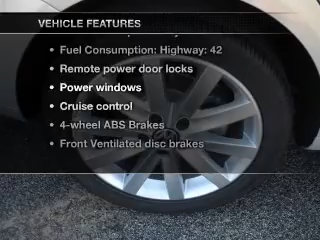 VEHICLE FEATURES
• Fuel Consumption: Highway: 42
• Remote power door locks
• Power windows
• Cruise control
• 4-wheel ABS Brakes
• Front Ventilated disc brakes